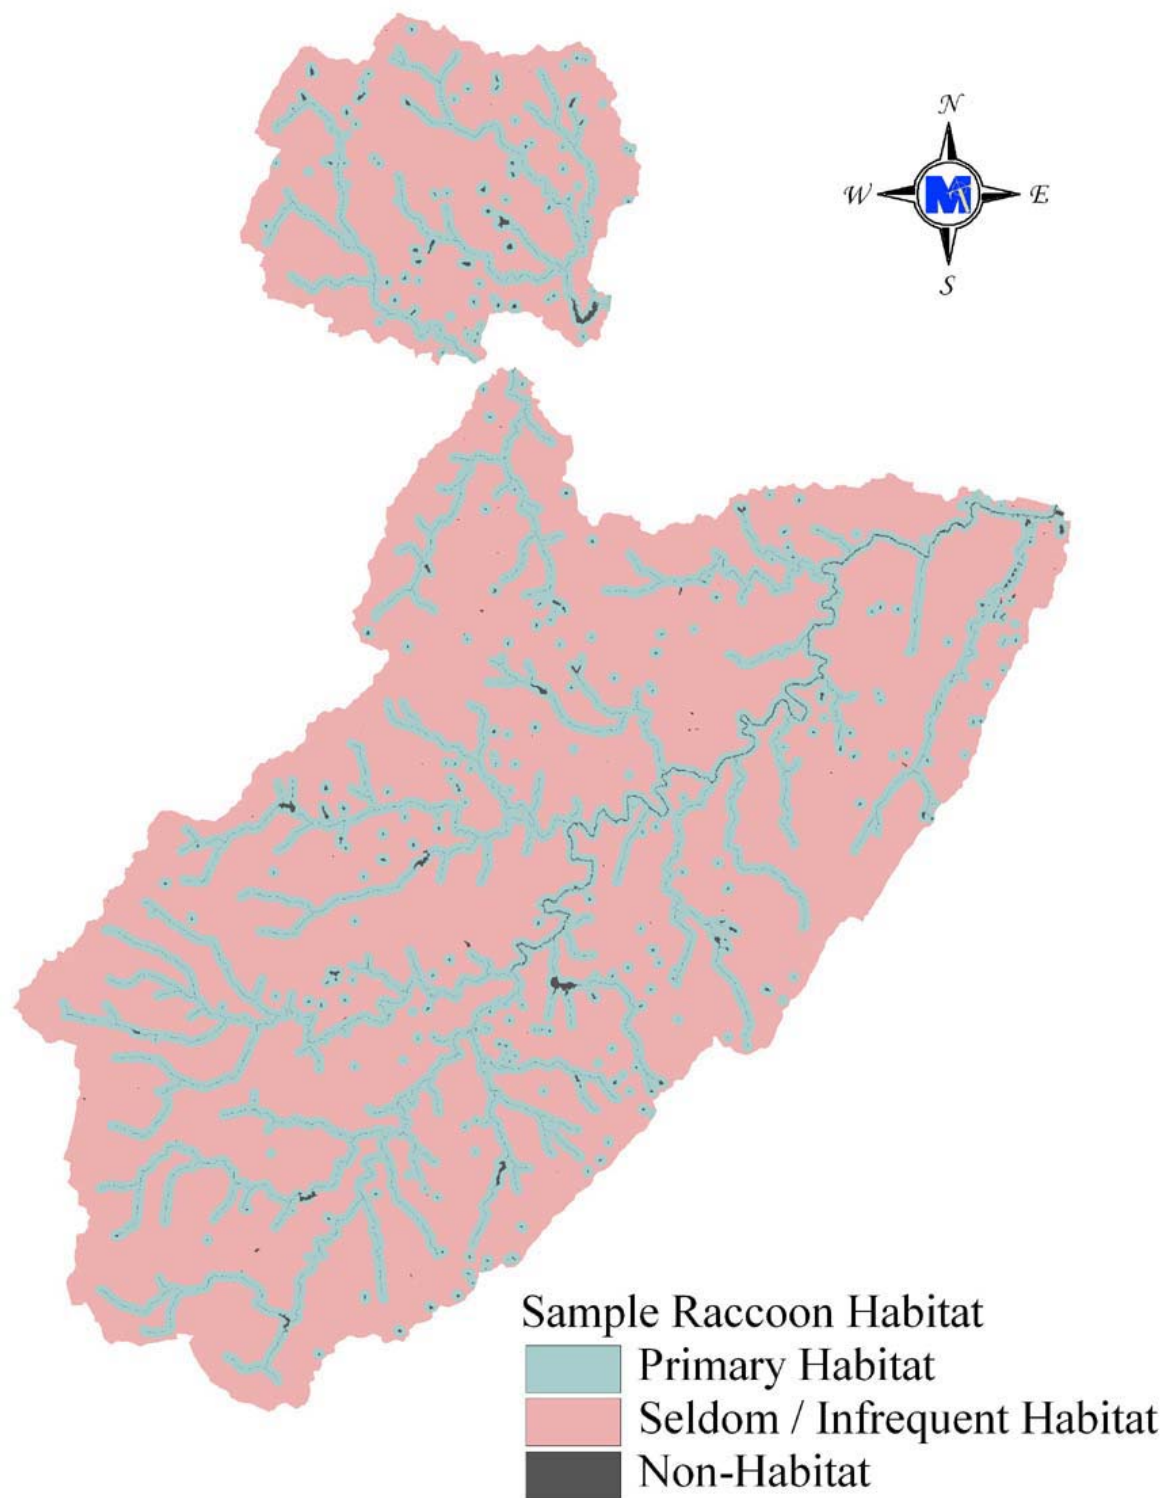 N
W
M
E
S
Sample Raccoon Habitat
Primary Habitat
Seldom / Infrequent Habitat
Non-Habitat